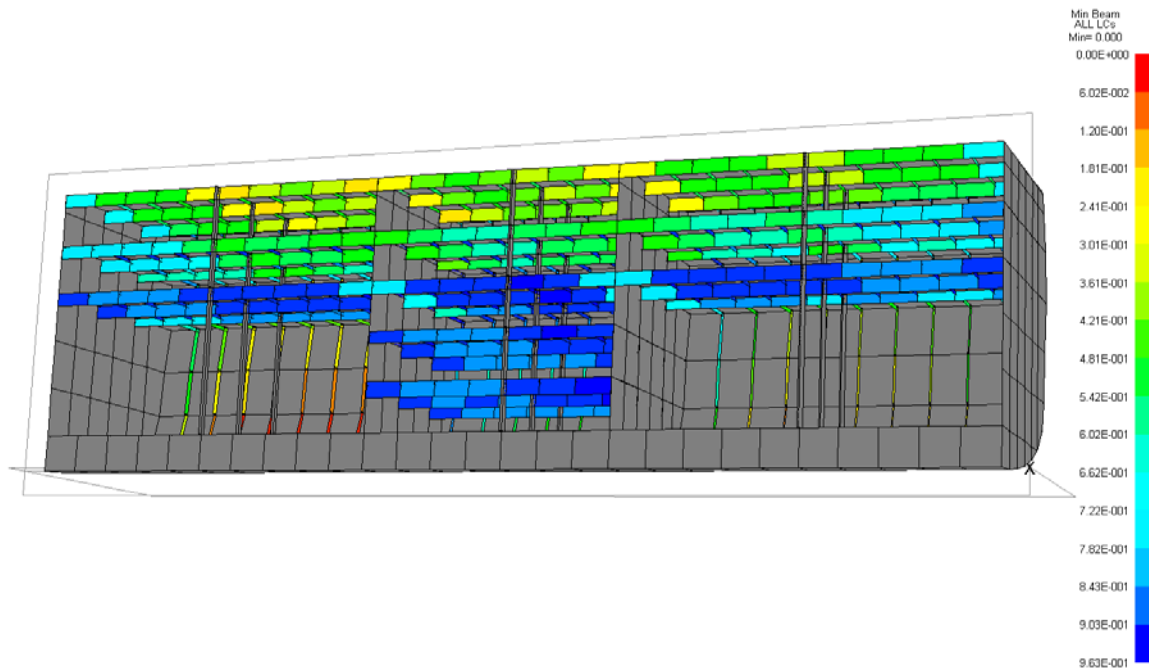 Min Beam
ALL LCs
Min= 0.000
0.00E+000
6.02E-002
1.20E-001
1.81E-001
2.41E-001
3.01E-001
3.61E-001
4.21E-001
4.81E-001
5.42E-001
6.02E-001
6.62E-001
7.22E-001
7.82E-001
8.43E-001
9.03E-001
9.63E-001
X